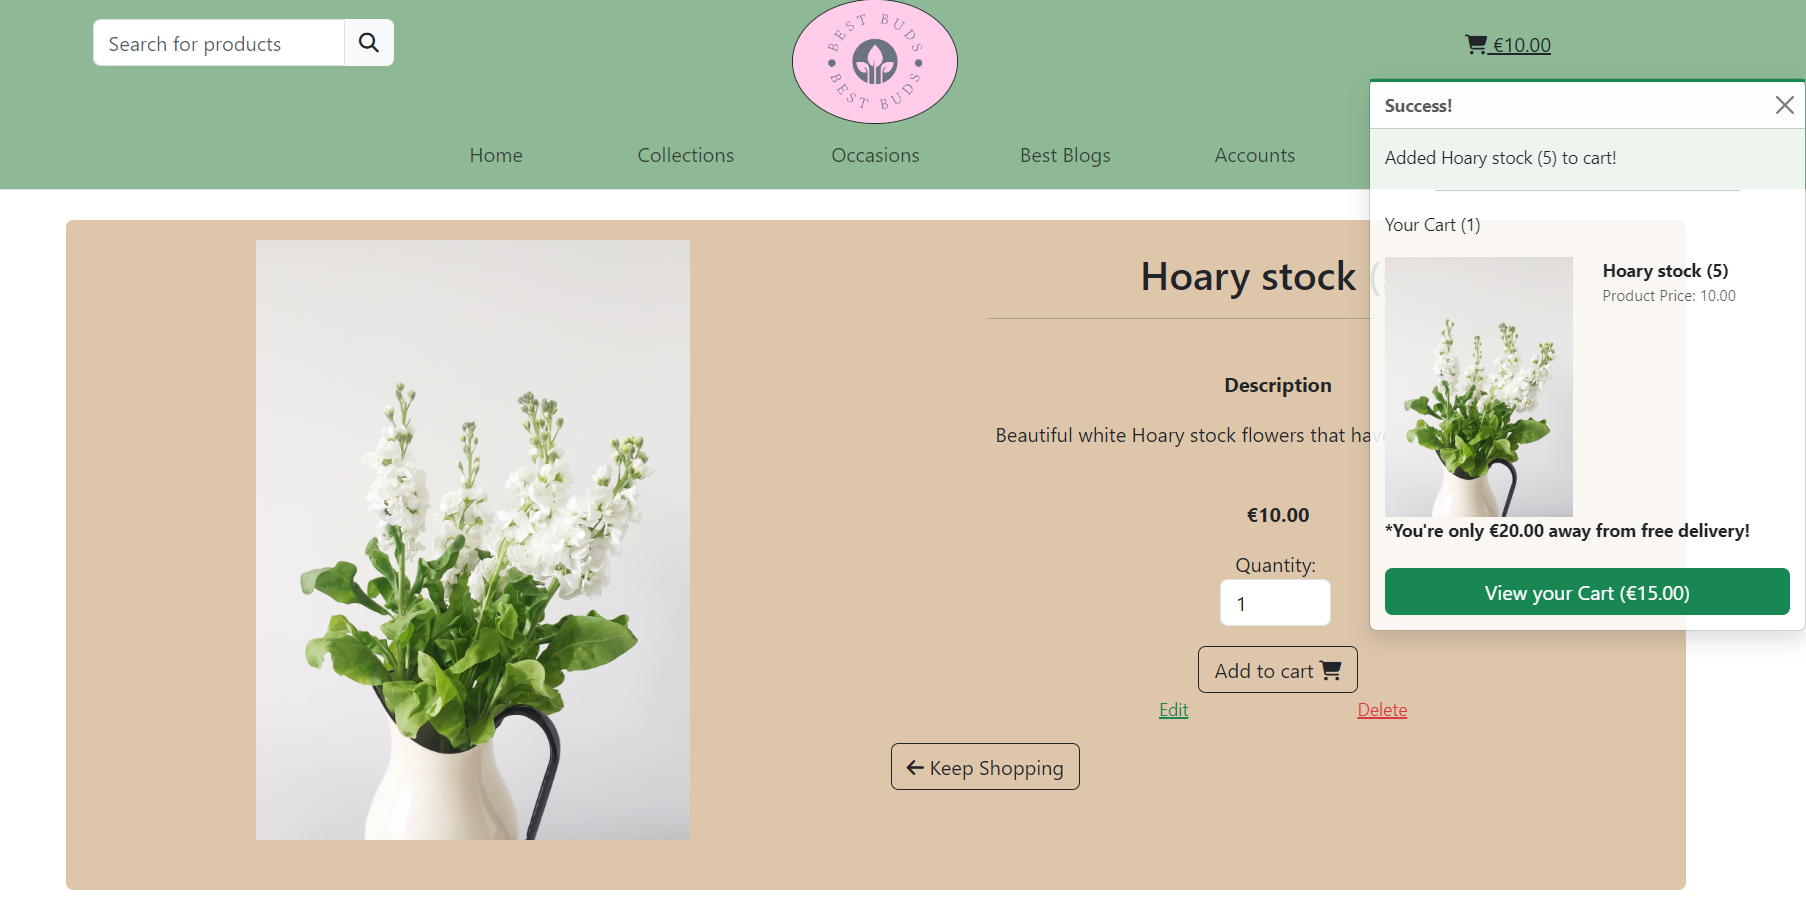 Search for products
BEST BUDS
BEST BUDS
€10.00
Home
Collections
Occasions
Best Blogs
Accounts
Success!
Added Hoary stock (5) to cart!
Your Cart (1)
Hoary stock (5)
Product Price: 10.00
*You're only €20.00 away from free delivery!
View your Cart (€15.00)
Hoary stock
Description
Beautiful white Hoary stock flowers that have
€10.00
Quantity:
1
Add to cart
Edit
Delete
Keep Shopping